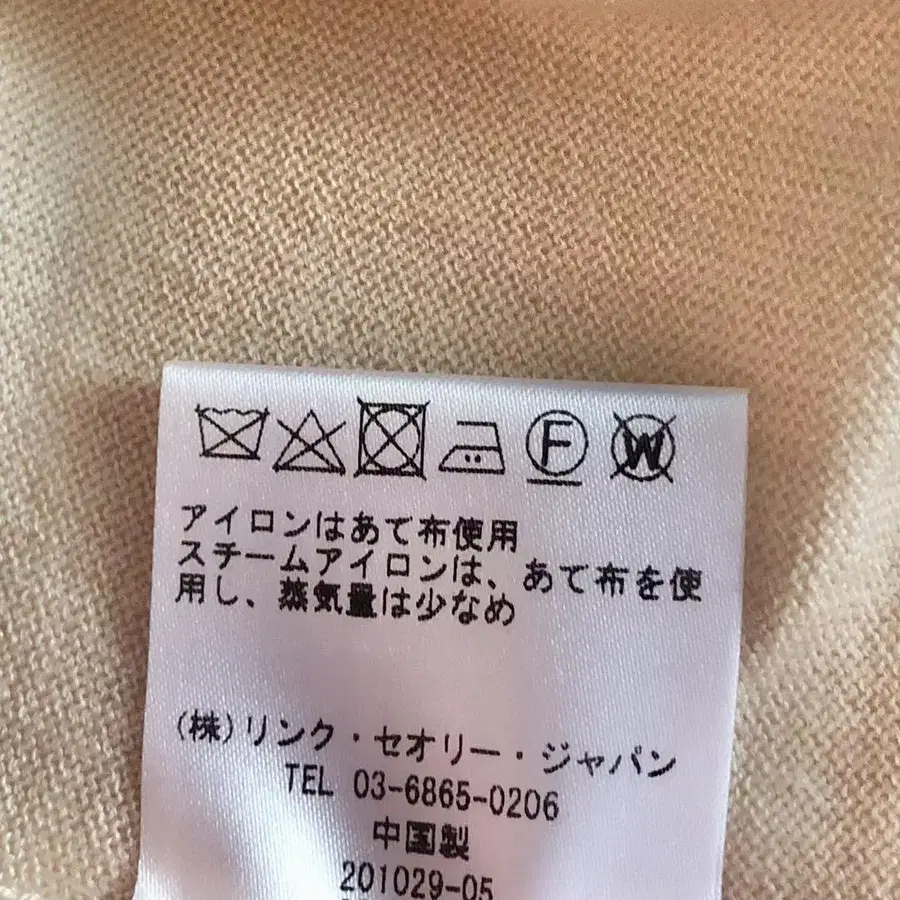 F W
アイロンはあて布使用
スチームアイロンは、あて布を使
用し、蒸気量は少なめ
(株)リンク・セオリー・ジャパン
TEL 03-6865-0206
中国製
201029-05